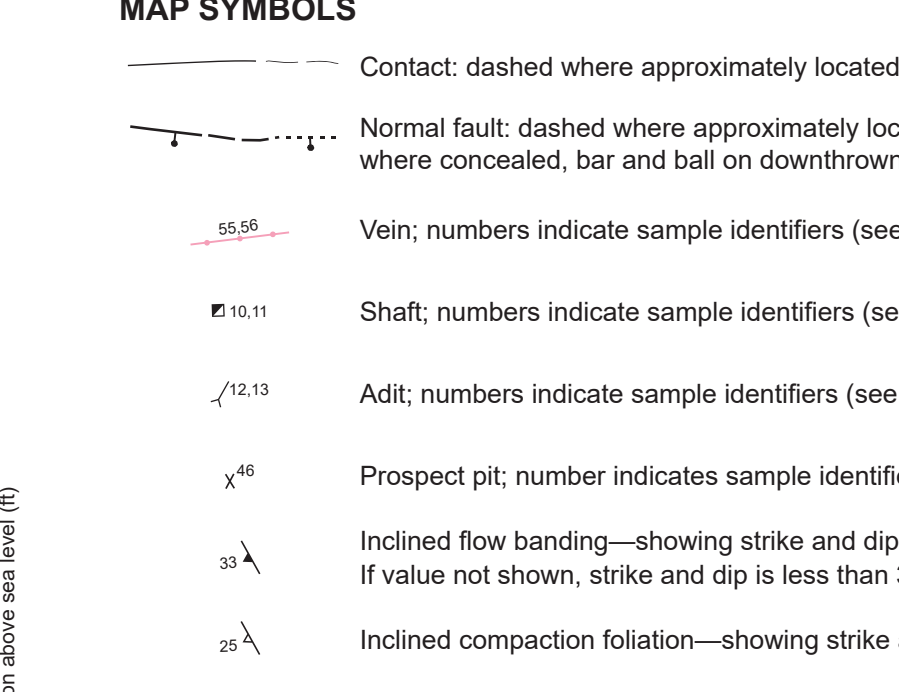 MAP SYMBOLS
Contact: dashed where approximately located
Normal fault: dashed where approximately loc
where concealed, bar and ball on downthrown
55,56
Vein; numbers indicate sample identifiers (see
10,11
Shaft; numbers indicate sample identifiers (se
12,13
Adit; numbers indicate sample identifiers (see
46
Prospect pit; number indicates sample identifi
33
Inclined flow banding—showing strike and dip
If value not shown, strike and dip is less than
25
Inclined compaction foliation—showing strike
on above sea level (ft)